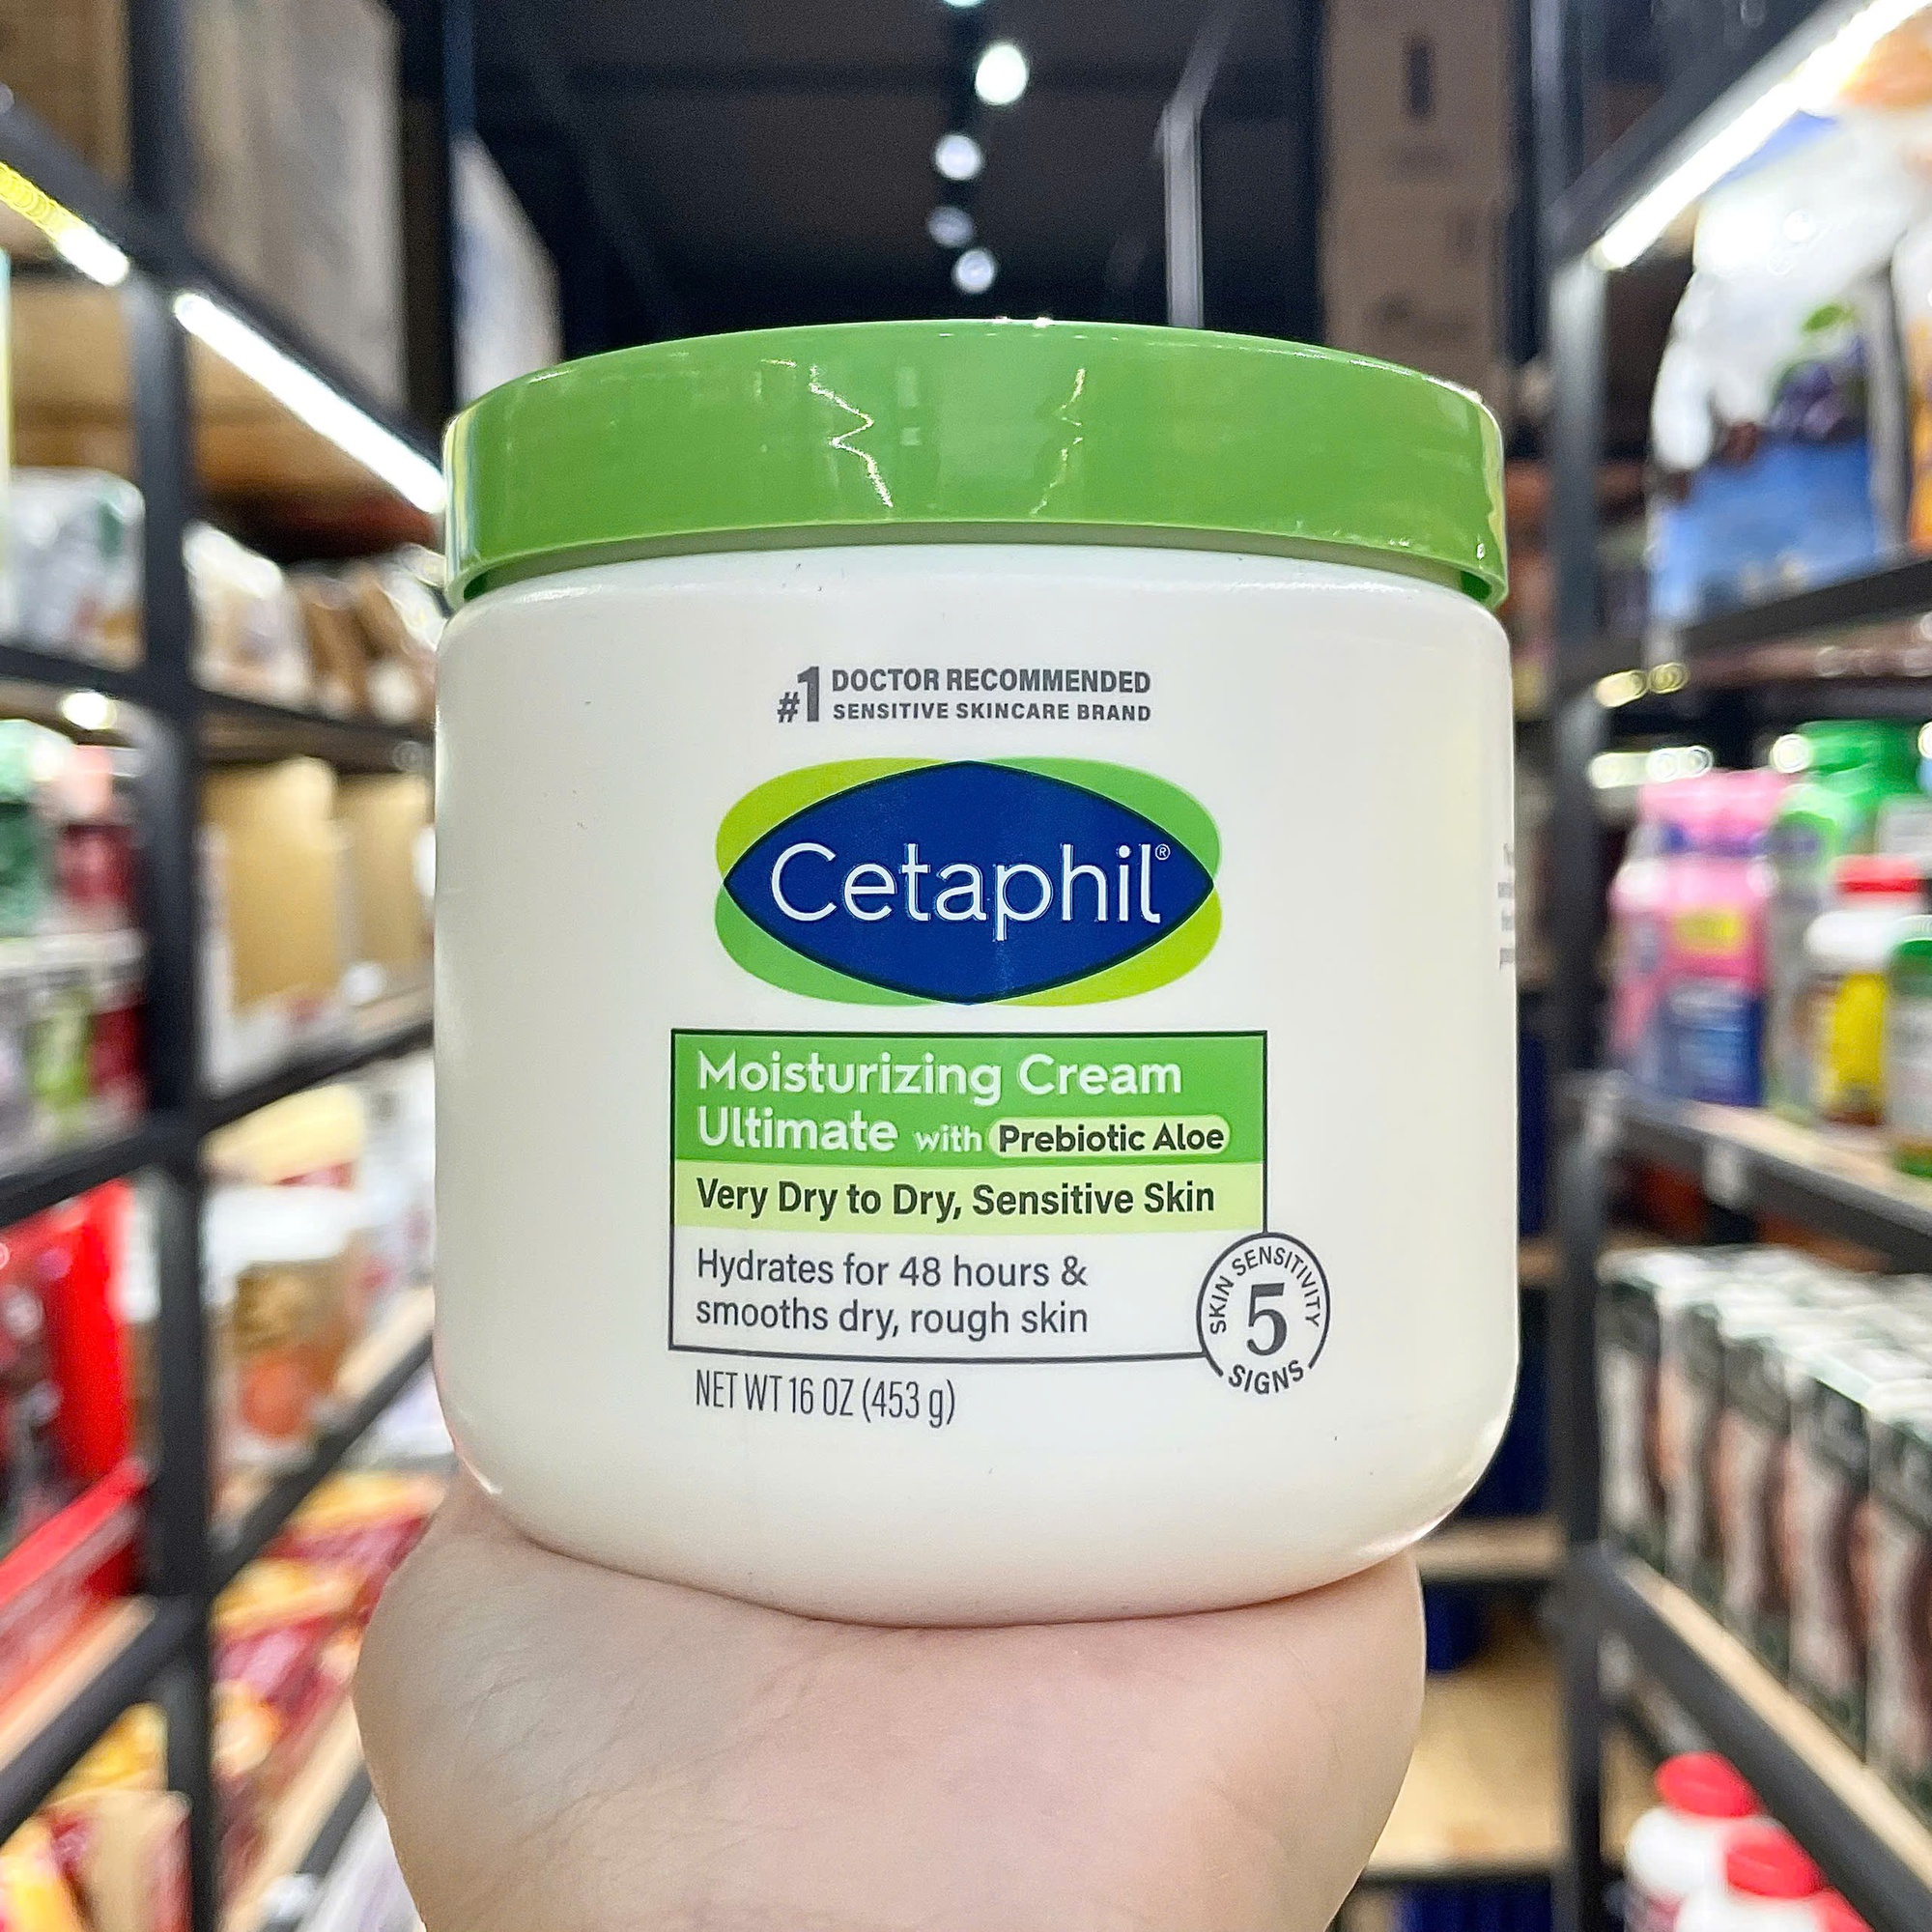 #1 DOCTOR RECOMMENDED
SENSITIVE SKINCARE BRAND
Cetaphil®
Moisturizing Cream
Ultimate with Prebiotic Aloe
Very Dry to Dry, Sensitive Skin
Hydrates for 48 hours &
smooths dry, rough skin
SKIN SENSITIVITY
5
SIGNS
NET WT 16 OZ (453 g)